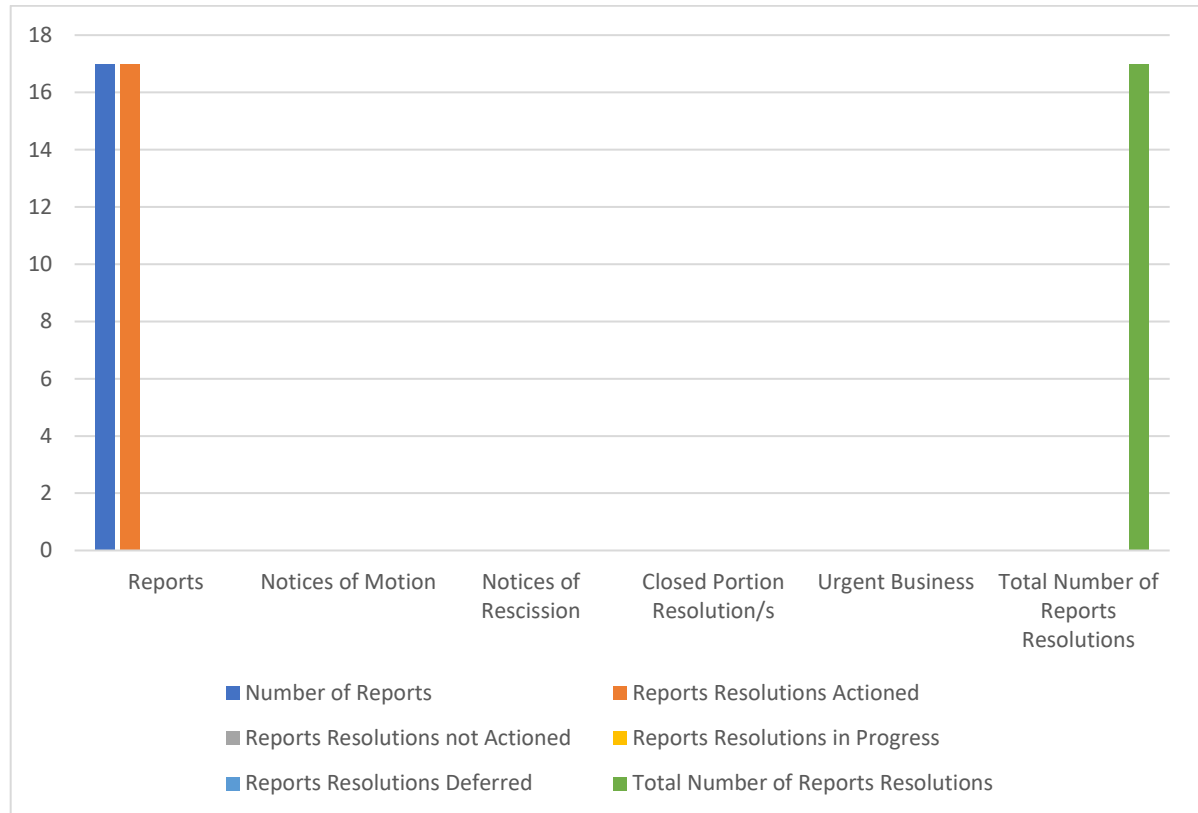 18
16
14
12
10
8
6
4
2
0
Reports
Notices of Motion
Notices of
Rescission
Closed Portion
Resolution/s
Urgent Business
Total Number of
Reports
Resolutions
Number of Reports
Reports Resolutions Actioned
Reports Resolutions not Actioned
Reports Resolutions in Progress
Reports Resolutions Deferred
Total Number of Reports Resolutions